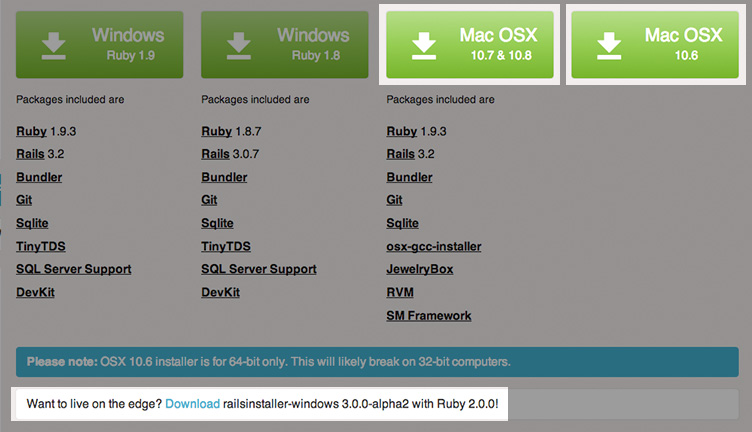 Windows
Ruby 1.9
Windows
Ruby 1.8
Mac OSX
10.7 & 10.8
Mac OSX
10.6
Packages included are
Ruby 1.9.3
Rails 3.2
Bundler
Git
Sqlite
TinyTDS
SQL Server Support
DevKit
Packages included are
Ruby 1.8.7
Rails 3.0.7
Bundler
Git
Sqlite
TinyTDS
SQL Server Support
DevKit
Packages included are
Ruby 1.9.3
Rails 3.2
Bundler
Git
Sqlite
osx-gcc-installer
JewelryBox
RVM
SM Framework
Please note: OSX 10.6 installer is for 64-bit only. This will likely break on 32-bit computers.
Want to live on the edge? Download railsinstaller-windows 3.0.0-alpha2 with Ruby 2.0.0!